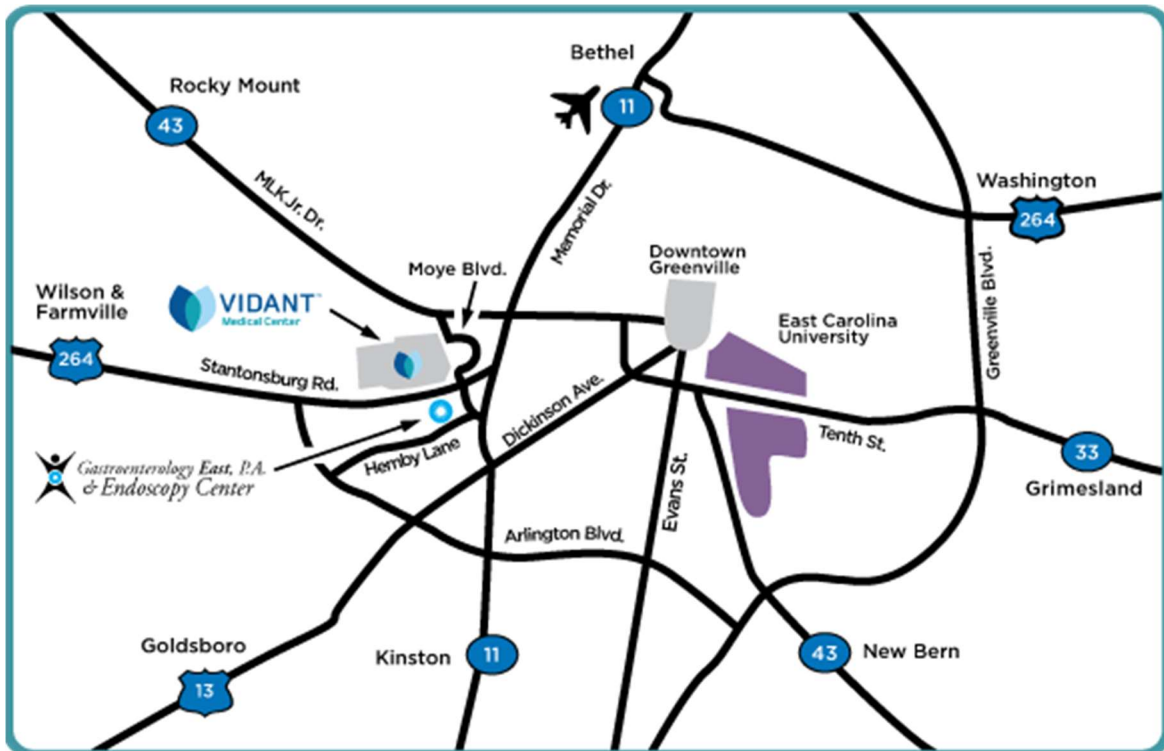 Bethel
11
Rocky Mount
43
MLK Jr. Dr.
Memorial Dr.
Washington
264
Moye Blvd.
Downtown
Greenville
Wilson &
Farmville
264
VIDANT™
Medical Center
East Carolina
University
Greenville Blvd.
Stantonsburg Rd.
Dickinson Ave.
Hemby Lane
Tenth St.
33
Grimesland
Gastroenterology East, P.A.
& Endoscopy Center
Evans St.
Arlington Blvd.
Goldsboro
13
Kinston
11
43
New Bern